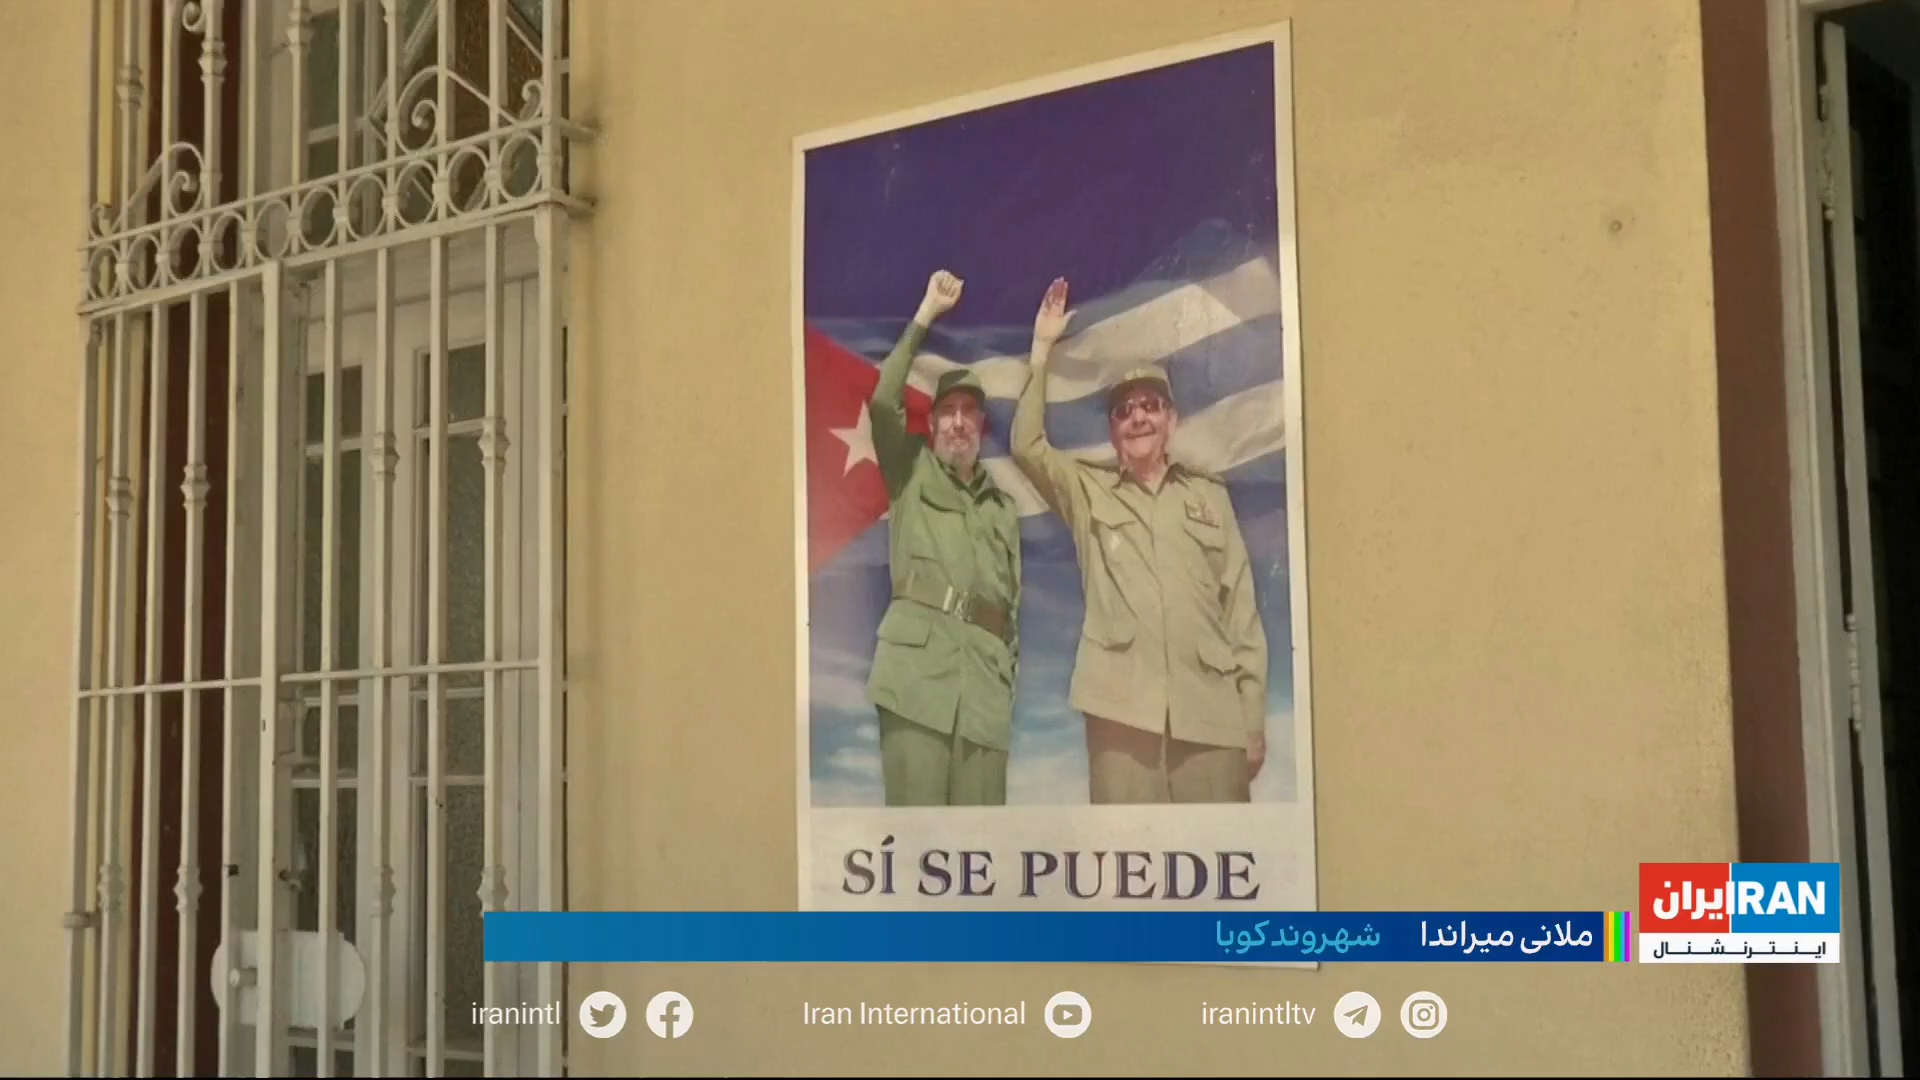 SÍ SE PUEDE
ملانی میراندا شهروند کوبا
ایران IRAN
اینترنشنال
iranintl Iran International iranintltv